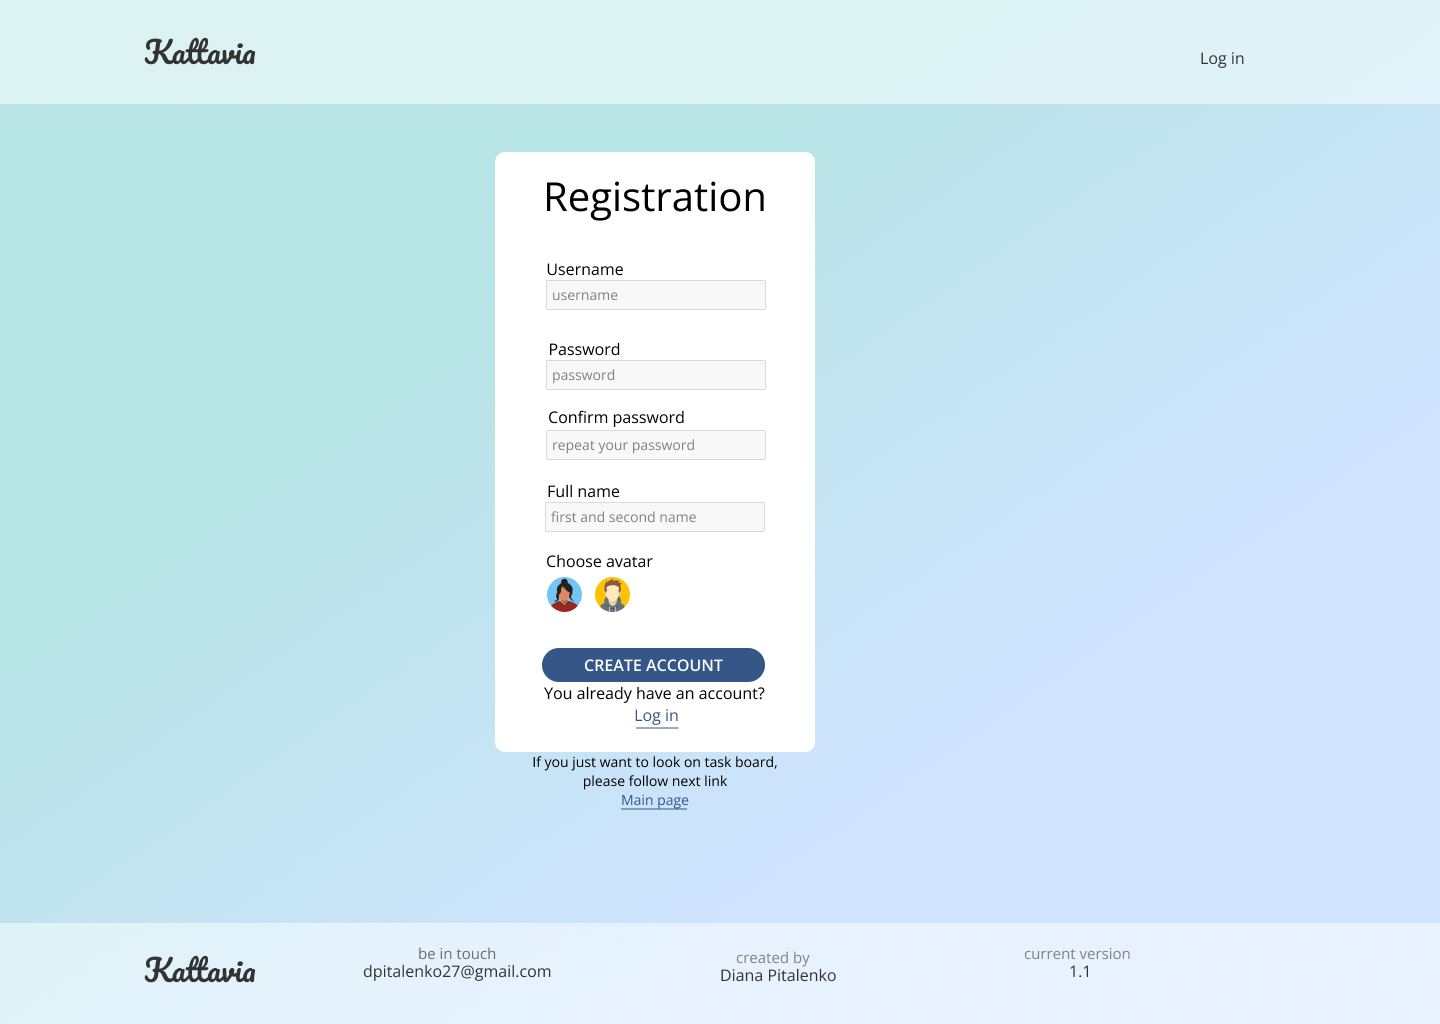 Kattavia
Log in
Registration
Username
username
Password
password
Confirm password
repeat your password
Full name
first and second name
Choose avatar
CREATE ACCOUNT
You already have an account?
Log in
If you just want to look on task board,
please follow next link
Main page
Kattavia
be in touch
dpitalenko27@gmail.com
created by
Diana Pitalenko
current version
1.1